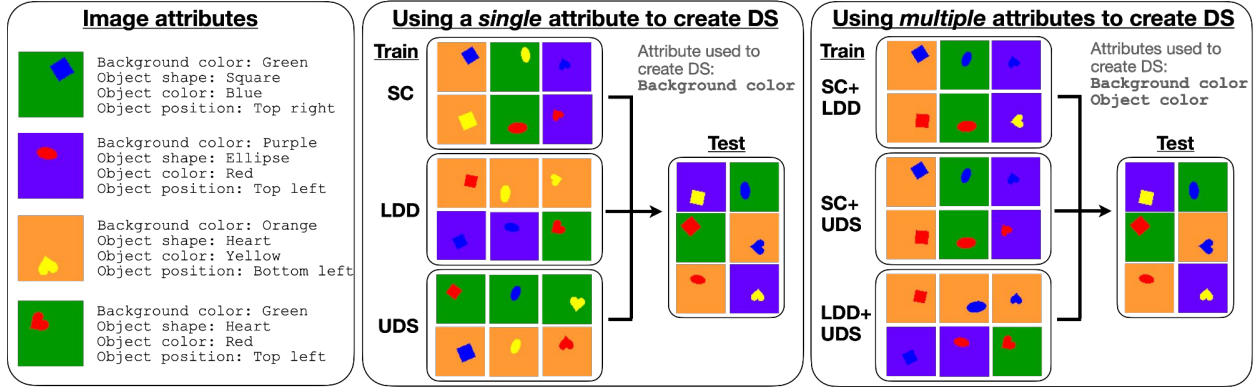 Image attributes
Background color: Green
Object shape: Square
Object color: Blue
Object position: Top right
Background color: Purple
Object shape: Ellipse
Object color: Red
Object position: Top left
Background color: Orange
Object shape: Heart
Object color: Yellow
Object position: Bottom left
Background color: Green
Object shape: Heart
Object color: Red
Object position: Top left
Using a single attribute to create DS
Train
SC
LDD
UDS
Attribute used to
create DS:
Background color
Test
Using multiple attributes to create DS
Train
SC+
LDD
SC+
UDS
LDD+
UDS
Attributes used to
create DS:
Background color
Object color
Test